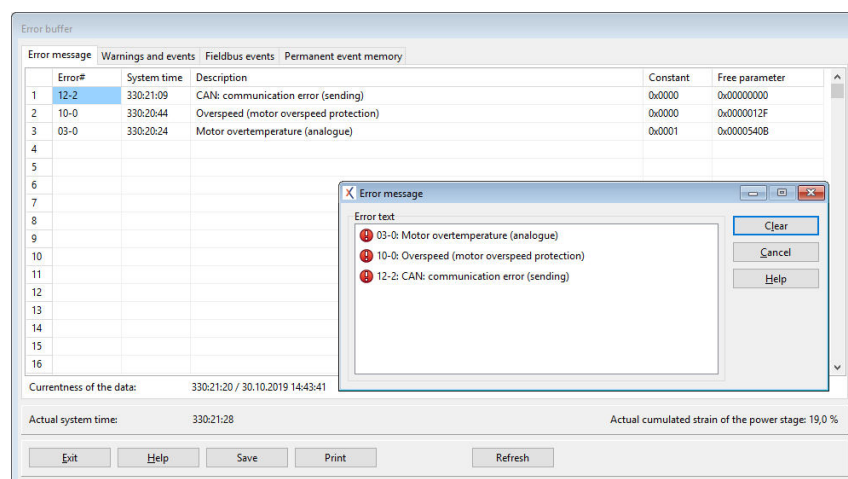 Error buffer
Error message Warnings and events Fieldbus events Permanent event memory
Error# System time Description Constant Free parameter
1 12-2 330:21:09 CAN: communication error (sending) 0x0000 0x00000000
2 10-0 330:20:44 Overspeed (motor overspeed protection) 0x0000 0x0000012F
3 03-0 330:20:24 Motor overtemperature (analogue) 0x0001 0x0000540B
4
5
6
7
8
9
10
11
12
13
14
15
16
Error message
Error text
03-0: Motor overtemperature (analogue)
10-0: Overspeed (motor overspeed protection)
12-2: CAN: communication error (sending)
Clear
Cancel
Help
Currentness of the data: 330:21:20 / 30.10.2019 14:43:41
Actual system time: 330:21:28 Actual cumulated strain of the power stage: 19,0 %
Exit Help Save Print Refresh